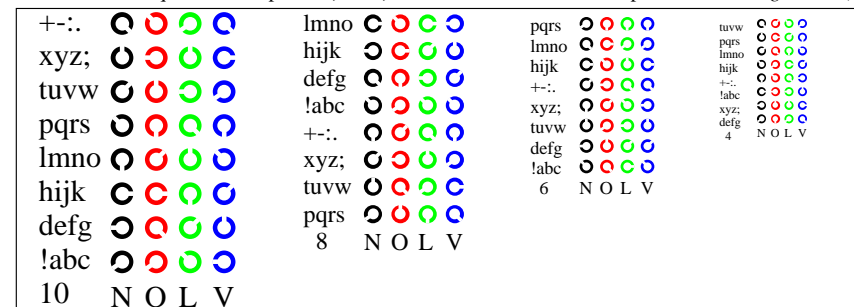 +-:.
xyz;
tuvw
pqrs
lmno
hijk
defg
!abc
10 N O L V
lmno
hijk
defg
!abc
+-:.
xyz;
tuvw
pqrs
8 N O L V
pqrs
lmno
hijk
+-:.
xyz;
tuvw
defg
!abc
6 N O L V
tuvw
pqrs
lmno
hijk
+-:.
!abc
xyz;
defg
4 N O L V